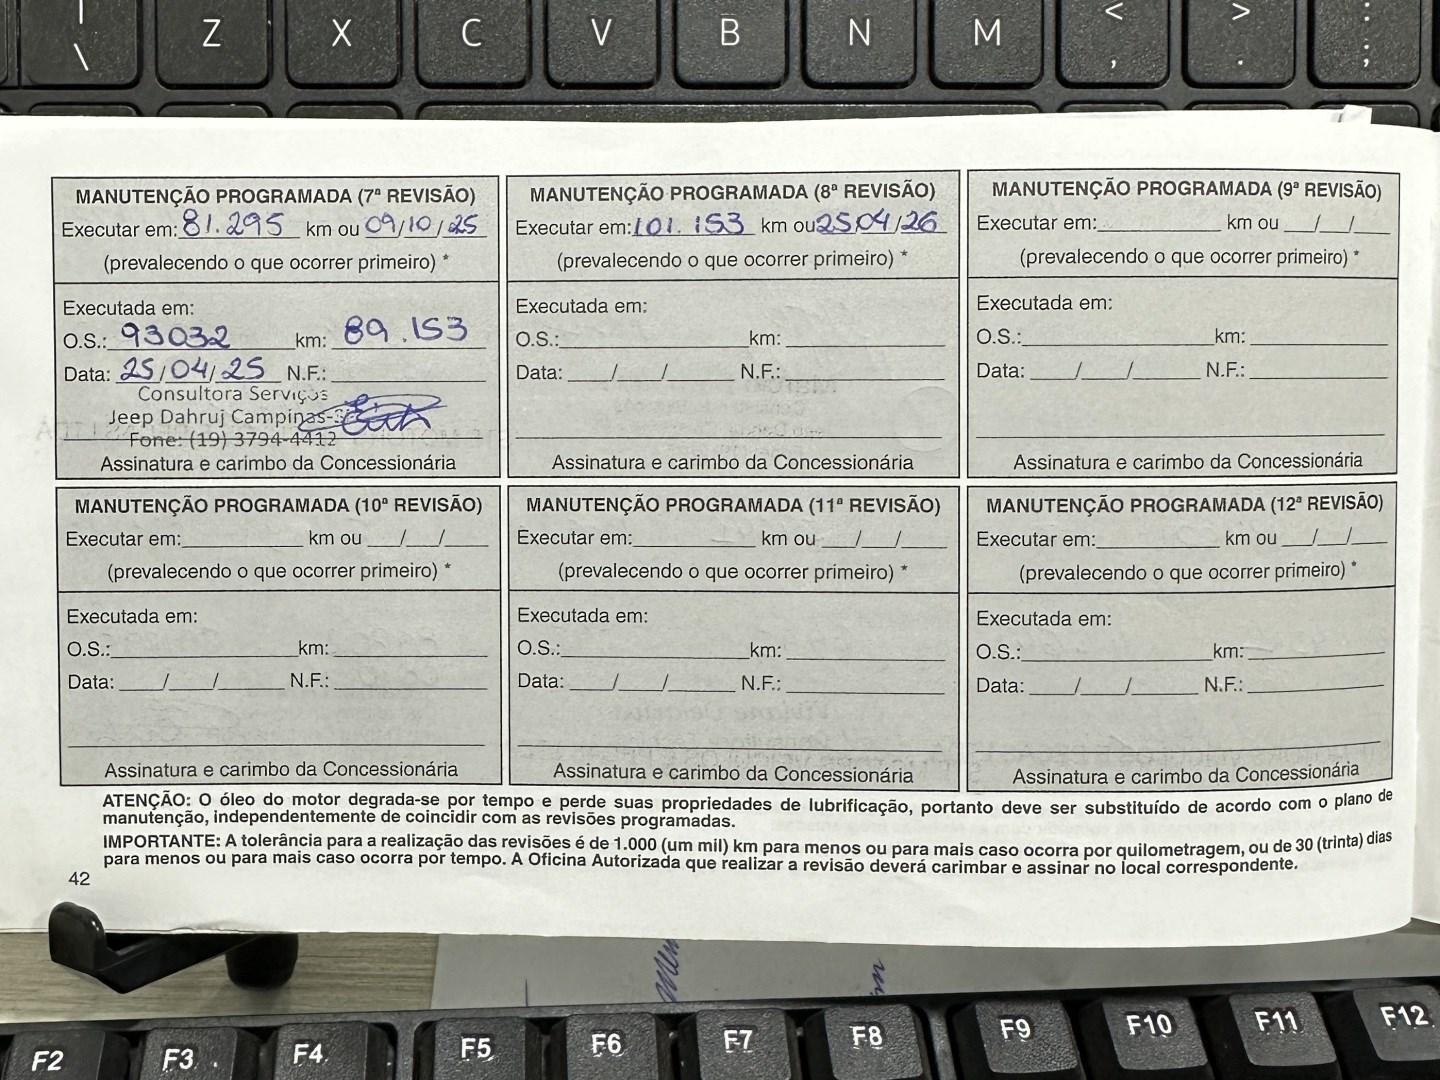 \
Z X C V B N M < , > . : ;
MANUTENÇÃO PROGRAMADA (7ª REVISÃO)
Executar em: 81.295 km ou 09/10/25
(prevalecendo o que ocorrer primeiro) *
Executada em:
O.S.: 93032 km: 89.153
Data: 25/04/25 N.F.:
Consultora Serviços
Jeep Dahruj Campinas-
Fone: (19) 3794-4412
Assinatura e carimbo da Concessionária
MANUTENÇÃO PROGRAMADA (8ª REVISÃO)
Executar em: 101.153 km ou 25/04/26
(prevalecendo o que ocorrer primeiro) *
Executada em:
O.S.: km:
Data: / / N.F.:
Assinatura e carimbo da Concessionária
MANUTENÇÃO PROGRAMADA (9ª REVISÃO)
Executar em: km ou / /
(prevalecendo o que ocorrer primeiro) *
Executada em:
O.S.: km:
Data: / / N.F.:
Assinatura e carimbo da Concessionária
MANUTENÇÃO PROGRAMADA (10ª REVISÃO)
Executar em: km ou / /
(prevalecendo o que ocorrer primeiro) *
Executada em:
O.S.: km:
Data: / / N.F.:
Assinatura e carimbo da Concessionária
MANUTENÇÃO PROGRAMADA (11ª REVISÃO)
Executar em: km ou / /
(prevalecendo o que ocorrer primeiro) *
Executada em:
O.S.: km:
Data: / / N.F.:
Assinatura e carimbo da Concessionária
MANUTENÇÃO PROGRAMADA (12ª REVISÃO)
Executar em: km ou / /
(prevalecendo o que ocorrer primeiro) *
Executada em:
O.S.: km:
Data: / / N.F.:
Assinatura e carimbo da Concessionária
ATENÇÃO: O óleo do motor degrada-se por tempo e perde suas propriedades de lubrificação, portanto deve ser substituído de acordo com o plano de
manutenção, independentemente de coincidir com as revisões programadas.
IMPORTANTE: A tolerância para a realização das revisões é de 1.000 (um mil) km para menos ou para mais caso ocorra por quilometragem, ou de 30 (trinta) dias
para menos ou para mais caso ocorra por tempo. A Oficina Autorizada que realizar a revisão deverá carimbar e assinar no local correspondente.
42
F2 F3 F4 F5 F6 F7 F8 F9 F10 F11 F12